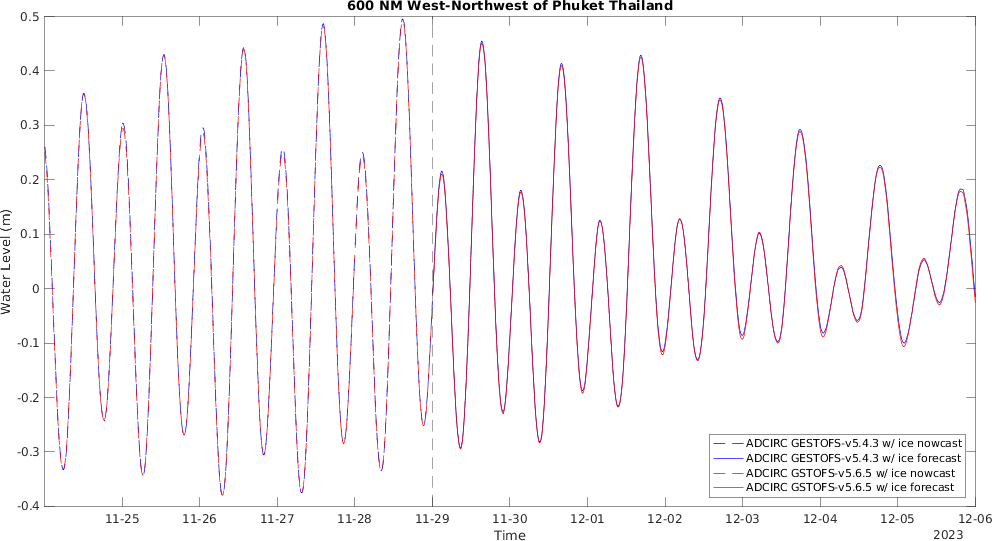 600 NM West-Northwest of Phuket Thailand
0.5
0.4
0.3
0.2
0.1
0
-0.1
-0.2
-0.3
-0.4
Water Level (m)
ADCIRC GESTOFS-v5.4.3 w/ ice nowcast
ADCIRC GESTOFS-v5.4.3 w/ ice forecast
ADCIRC GSTOFS-v5.6.5 w/ ice nowcast
ADCIRC GSTOFS-v5.6.5 w/ ice forecast
11-25 11-26 11-27 11-28 11-29 11-30 12-01 12-02 12-03 12-04 12-05 12-06
Time
2023